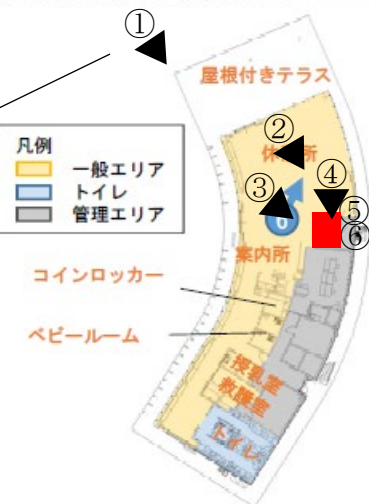 ①
屋根付きテラス
②
休憩所
凡例
一般エリア
トイレ
管理エリア
③
④
⑤
⑥
案内所
コインロッカー
ベビールーム
授乳室
救護室
トイレ